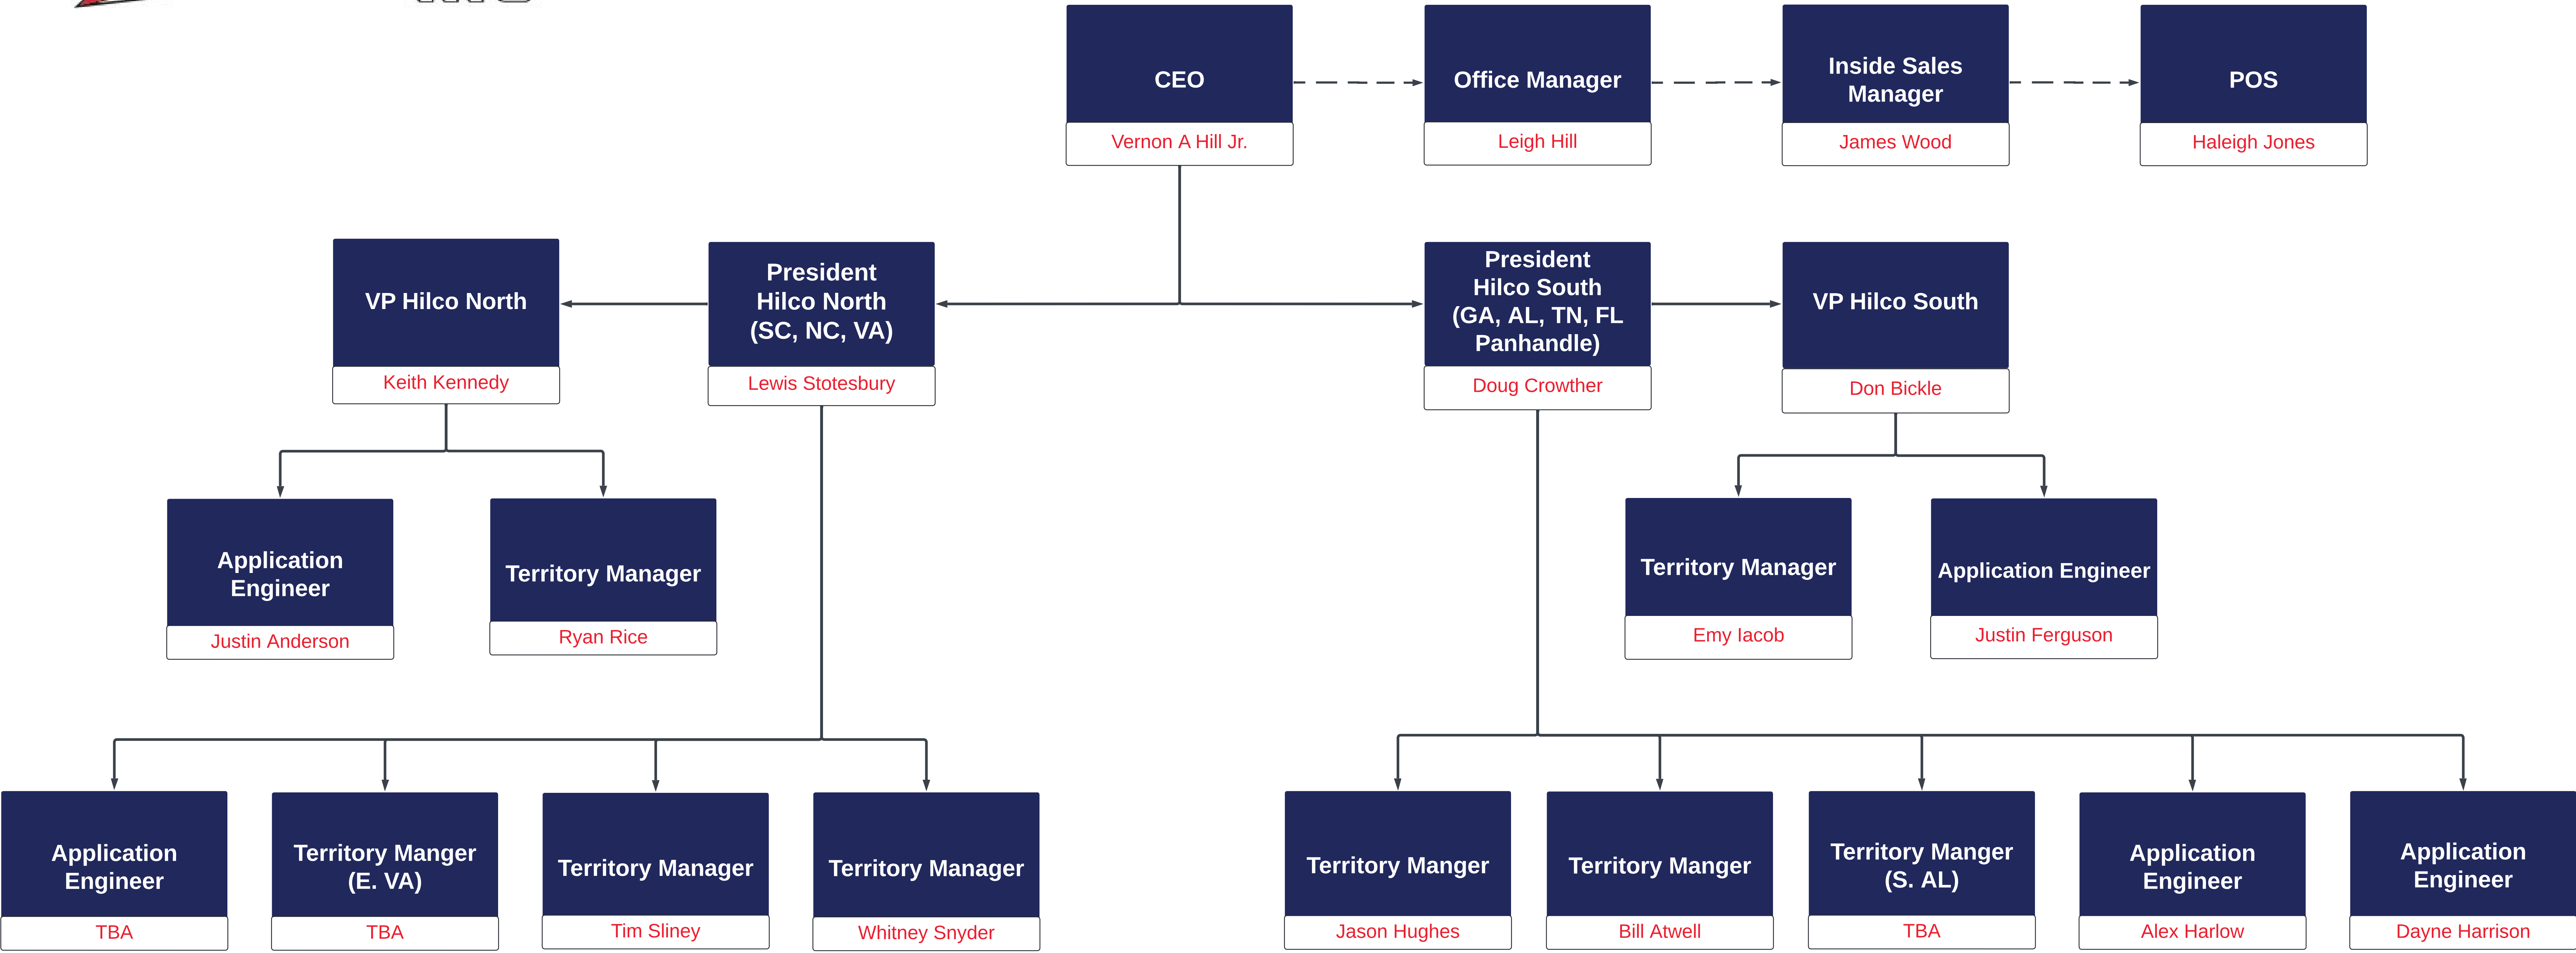 CEO
Vernon A Hill Jr.
Office Manager
Leigh Hill
Inside Sales
Manager
James Wood
POS
Haleigh Jones
VP Hilco North
Keith Kennedy
President
Hilco North
(SC, NC, VA)
Lewis Stotesbury
President
Hilco South
(GA, AL, TN, FL
Panhandle)
Doug Crowther
VP Hilco South
Don Bickle
Application
Engineer
Justin Anderson
Territory Manager
Ryan Rice
Territory Manager
Emy Iacob
Application Engineer
Justin Ferguson
Application
Engineer
TBA
Territory Manger
(E. VA)
TBA
Territory Manager
Tim Sliney
Territory Manager
Whitney Snyder
Territory Manger
Jason Hughes
Territory Manger
Bill Atwell
Territory Manger
(S. AL)
TBA
Application
Engineer
Alex Harlow
Application
Engineer
Dayne Harrison